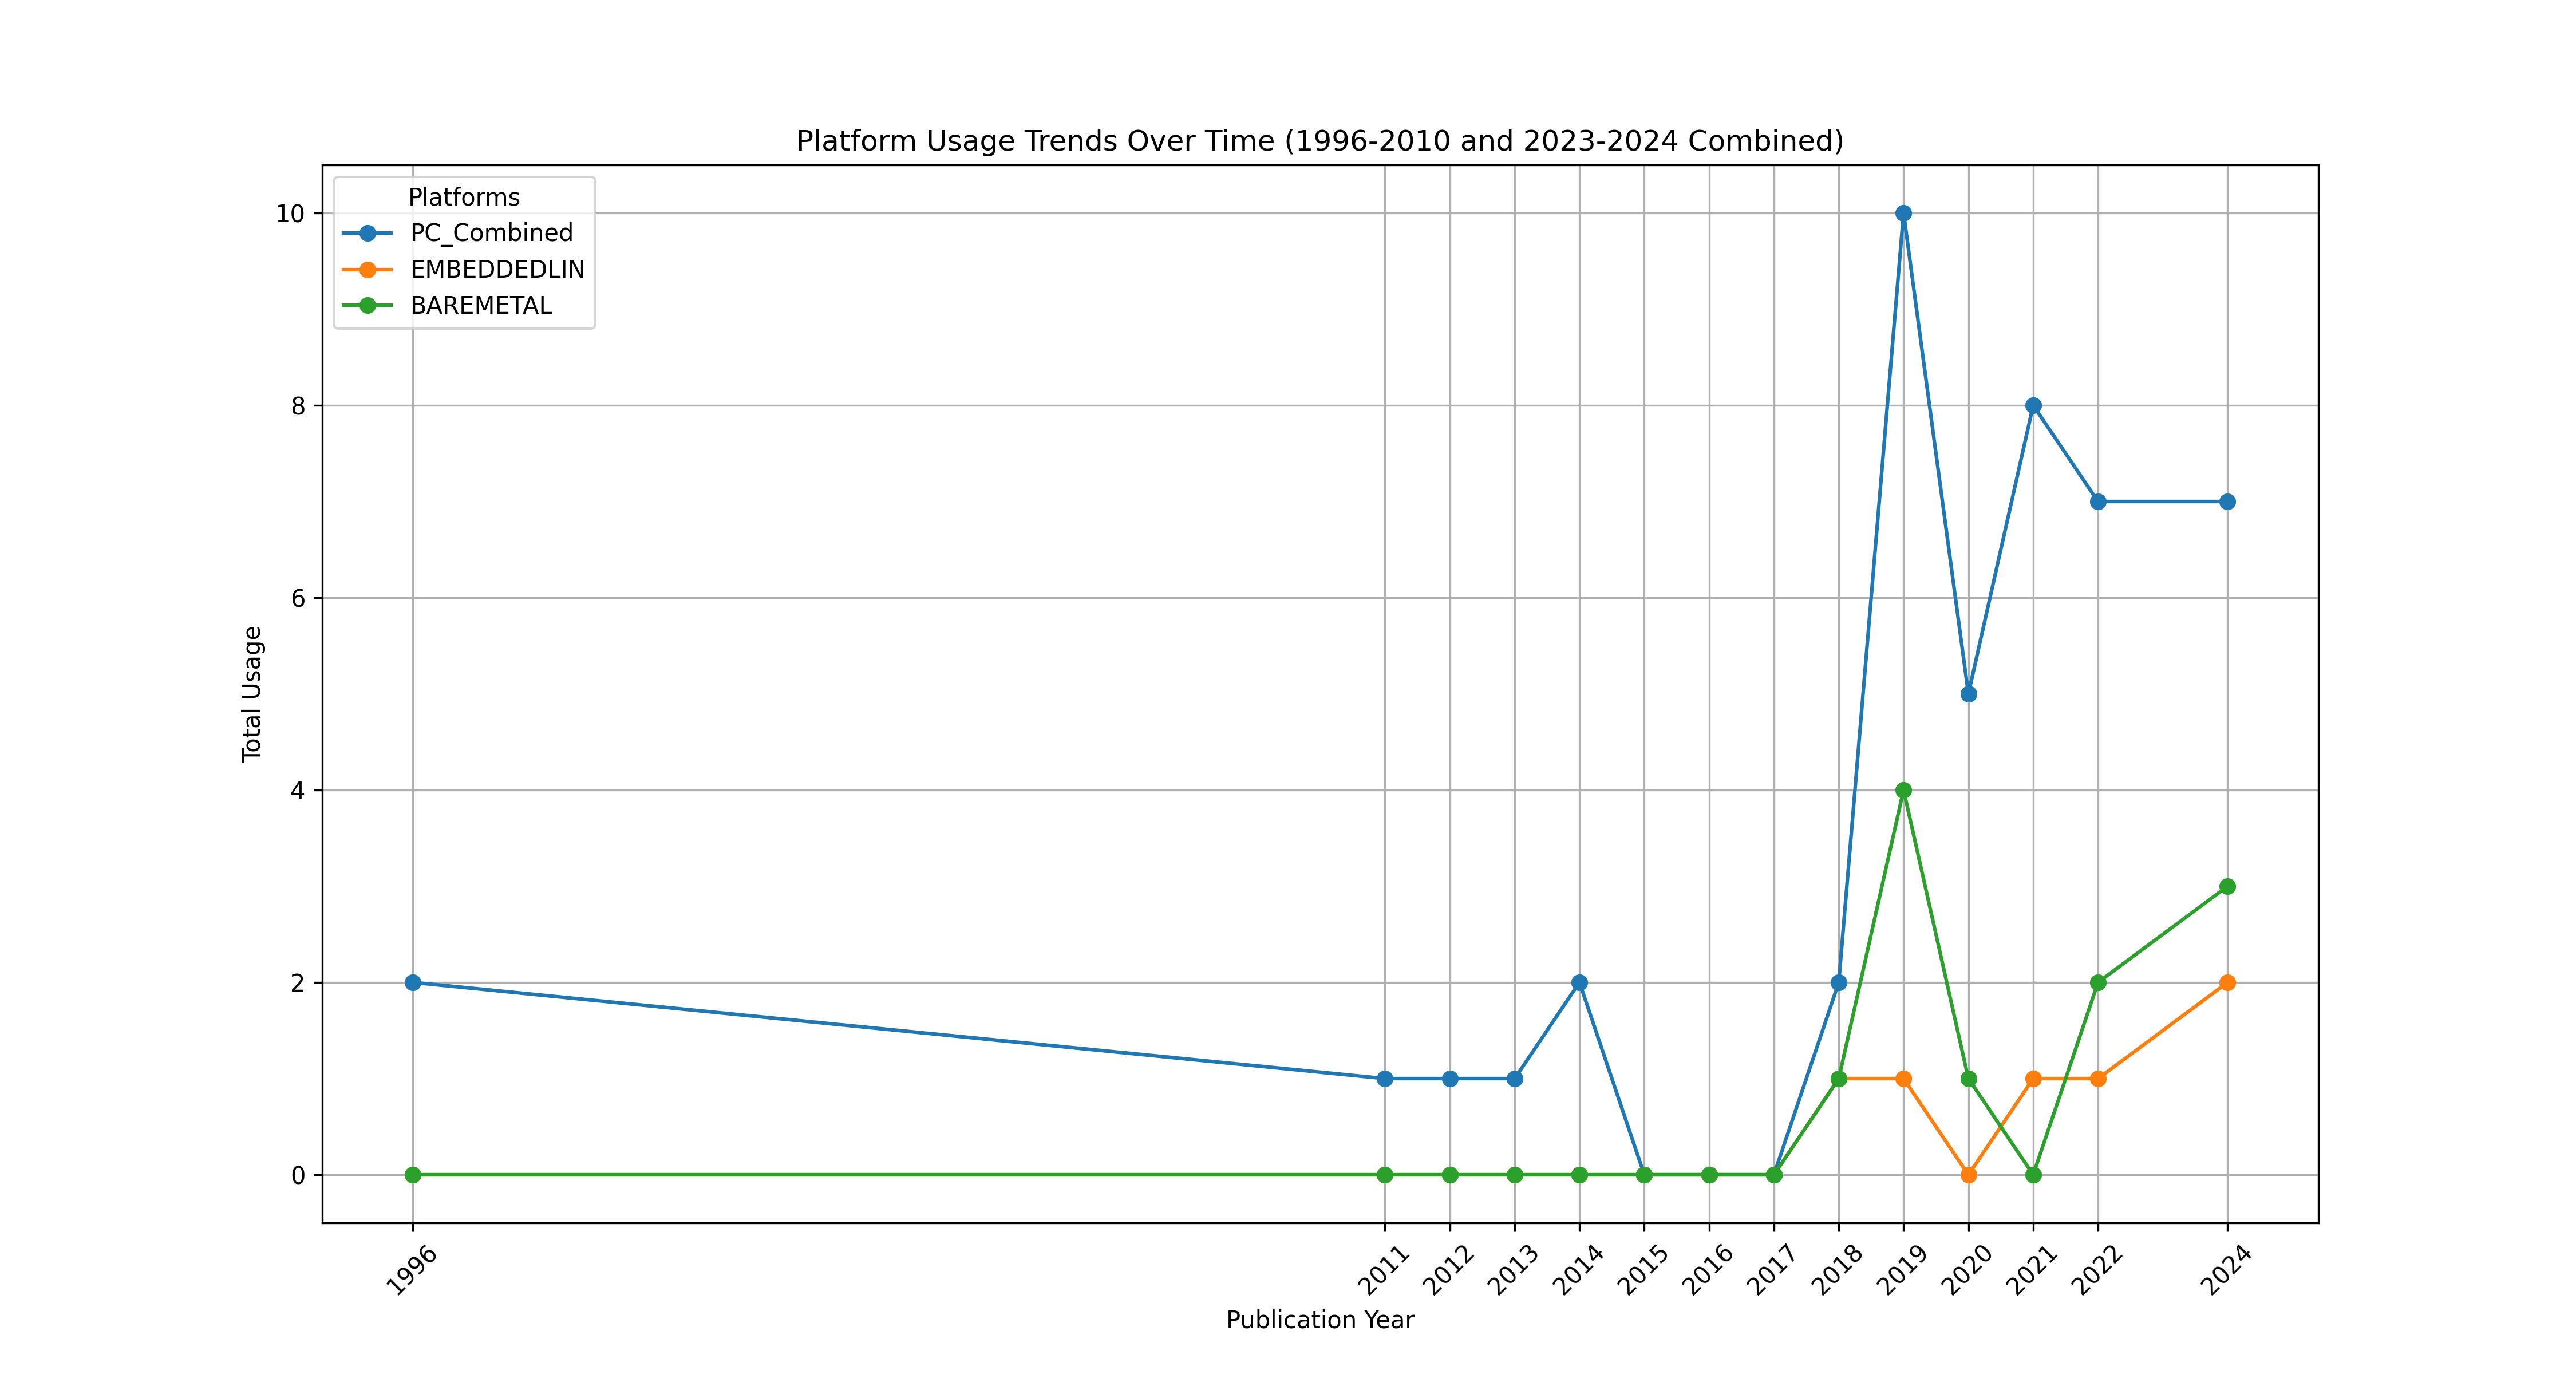 Platform Usage Trends Over Time (1996-2010 and 2023-2024 Combined)
Platforms
PC_Combined
EMBEDDEDLIN
BAREMETAL
Total Usage
10
8
6
4
2
0
1996 2011 2012 2013 2014 2015 2016 2017 2018 2019 2020 2021 2022 2024
Publication Year